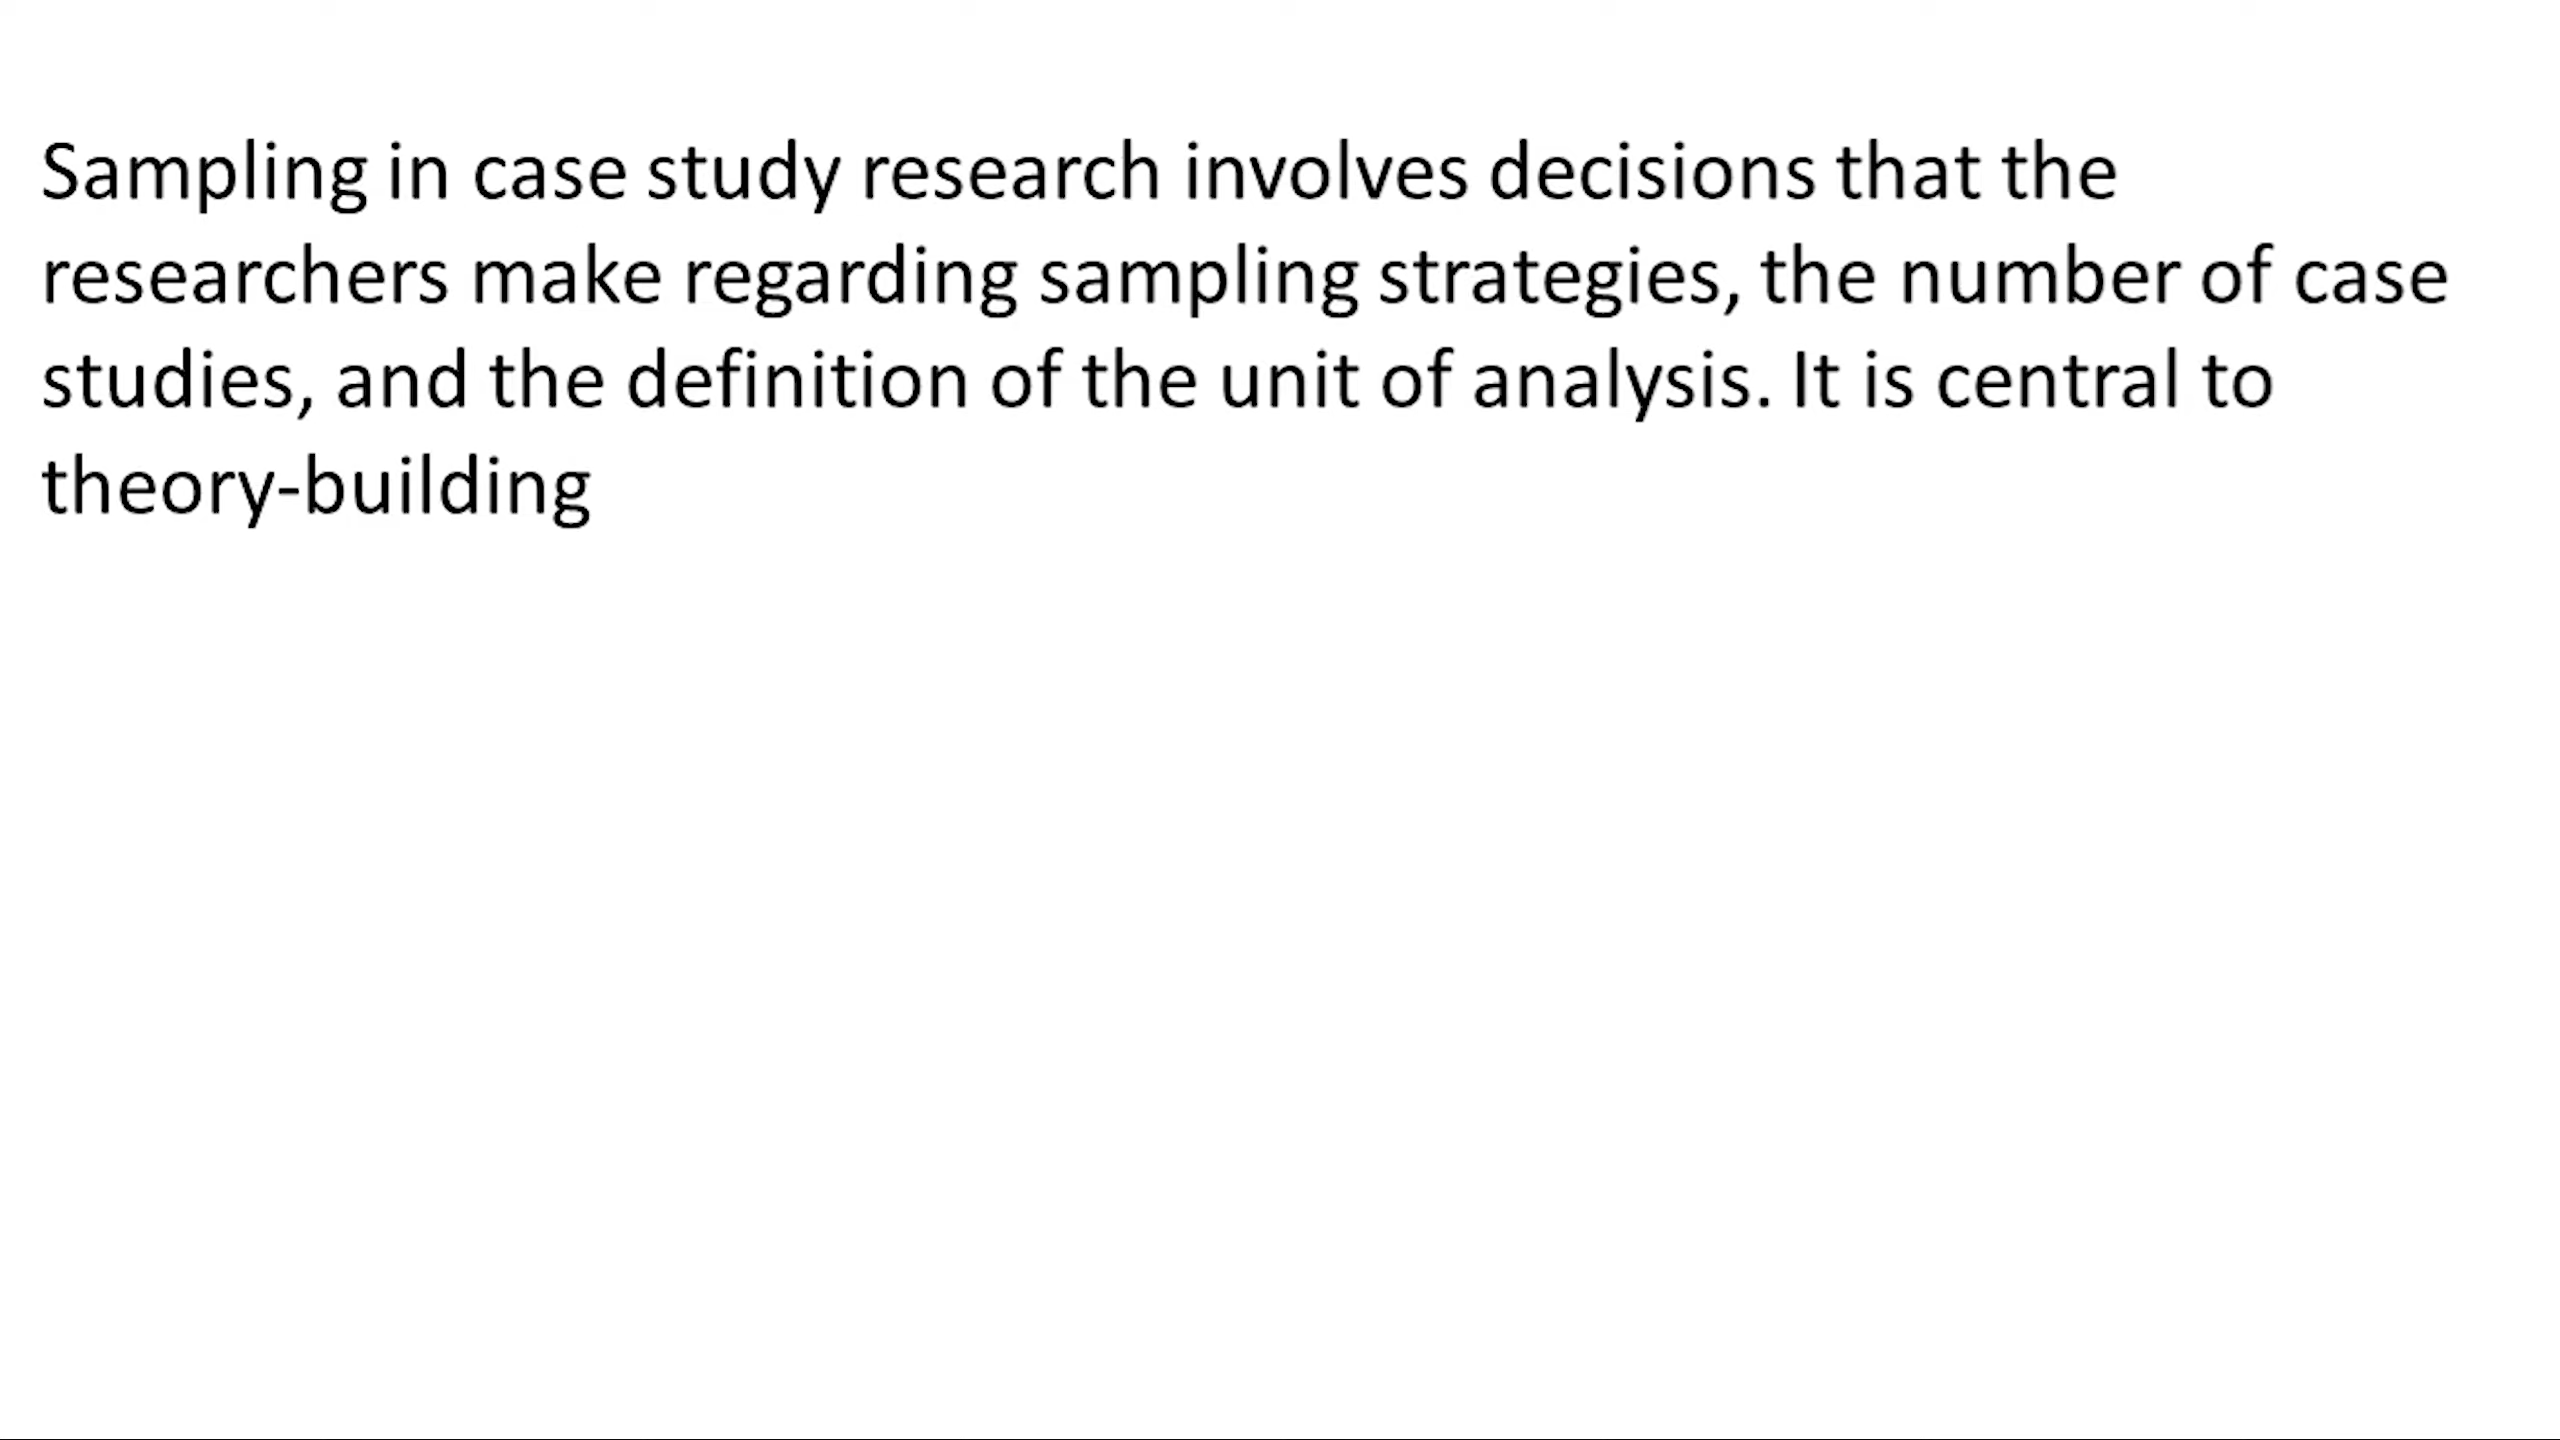 Sampling in case study research involves decisions that the
researchers make regarding sampling strategies, the number of case
studies, and the definition of the unit of analysis. It is central to
theory-building